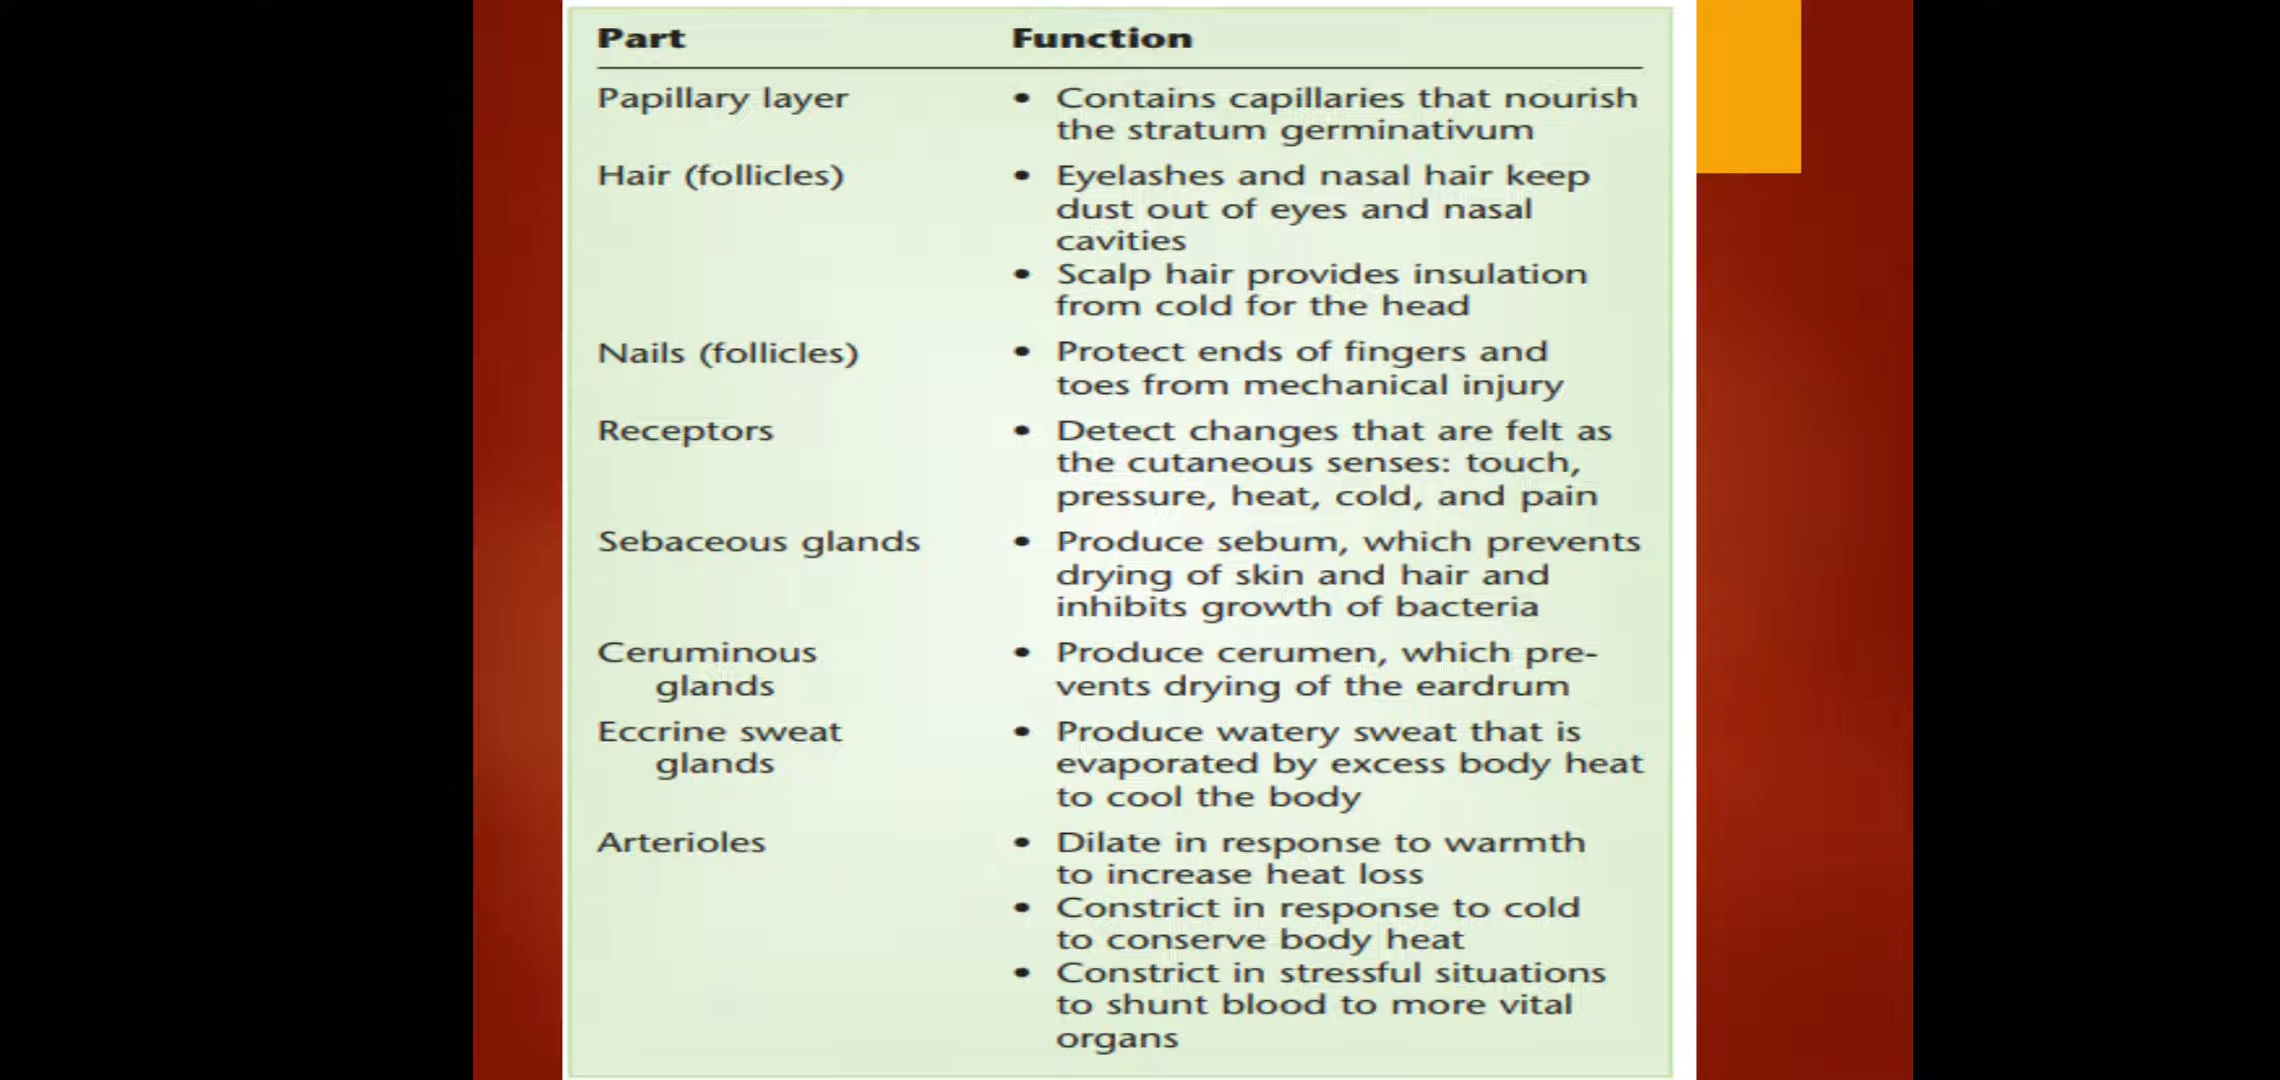 Part Function
Papillary layer • Contains capillaries that nourish
the stratum germinativum
Hair (follicles) • Eyelashes and nasal hair keep
dust out of eyes and nasal
cavities
• Scalp hair provides insulation
from cold for the head
Nails (follicles) • Protect ends of fingers and
toes from mechanical injury
Receptors • Detect changes that are felt as
the cutaneous senses: touch,
pressure, heat, cold, and pain
Sebaceous glands • Produce sebum, which prevents
drying of skin and hair and
inhibits growth of bacteria
Ceruminous • Produce cerumen, which pre-
glands vents drying of the eardrum
Eccrine sweat • Produce watery sweat that is
glands evaporated by excess body heat
to cool the body
Arterioles • Dilate in response to warmth
to increase heat loss
• Constrict in response to cold
to conserve body heat
• Constrict in stressful situations
to shunt blood to more vital
organs